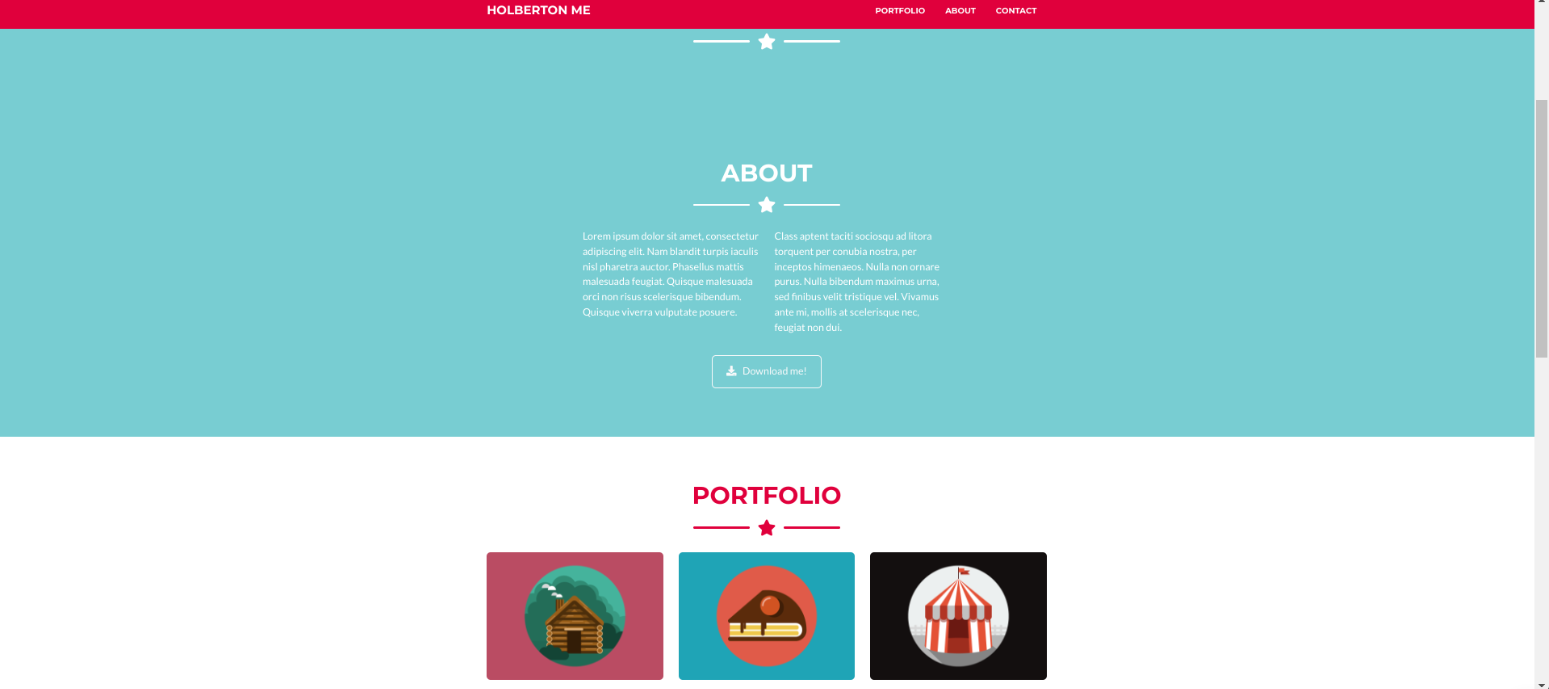 HOLBERTON ME
PORTFOLIO
ABOUT
CONTACT
ABOUT
Lorem ipsum dolor sit amet, consectetur
adipiscing elit. Nam blandit turpis iaculis
nisl pharetra auctor. Phasellus mattis
malesuada feugiat. Quisque malesuada
orci non risus scelerisque bibendum.
Quisque viverra vulputate posuere.
Class aptent taciti sociosqu ad litora
torquent per conubia nostra, per
inceptos himenaeos. Nulla non ornare
purus. Nulla bibendum maximus urna,
sed finibus velit tristique vel. Vivamus
ante mi, mollis at scelerisque nec,
feugiat non dui.
Download me!
PORTFOLIO